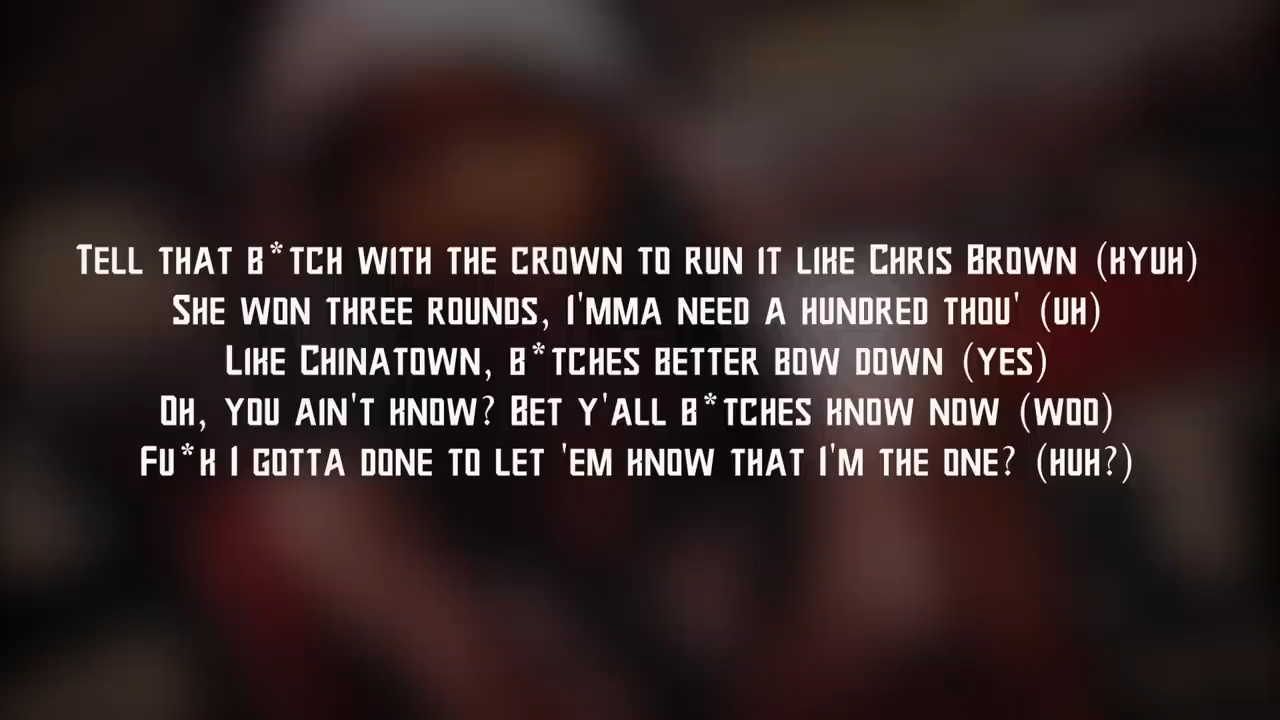 Tell that b*tch with the crown to run it like Chris Brown (kyuh)
She won three rounds, I'mma need a hundred thou' (uh)
Like Chinatown, b*tches better bow down (yes)
Oh, you ain't know? Bet y'all b*tches know now (woo)
Fu*k I gotta done to let 'em know that I'm the one? (huh?)